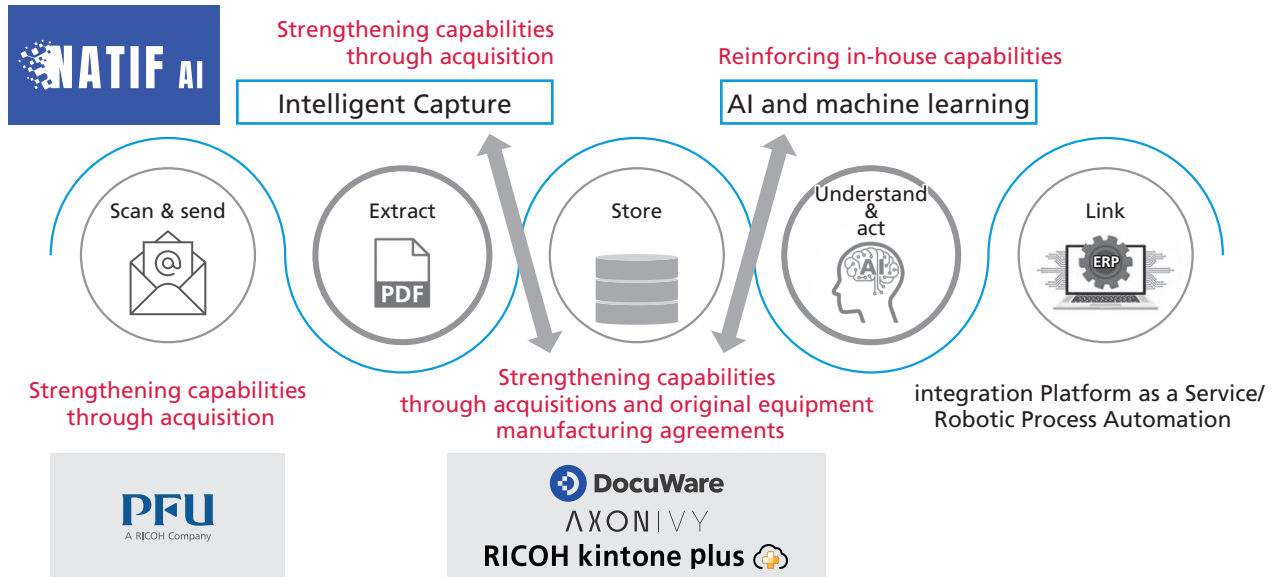 NATIF AI
Strengthening capabilities
through acquisition
Intelligent Capture
Reinforcing in-house capabilities
AI and machine learning
Scan & send
@
Extract
PDF
Store
Understand
&
act
AI
Link
ERP
Strengthening capabilities
through acquisition
PFU
A RICOH Company
Strengthening capabilities
through acquisitions and original equipment
manufacturing agreements
DocuWare
AXONIVY
RICOH kintone plus
integration Platform as a Service/
Robotic Process Automation